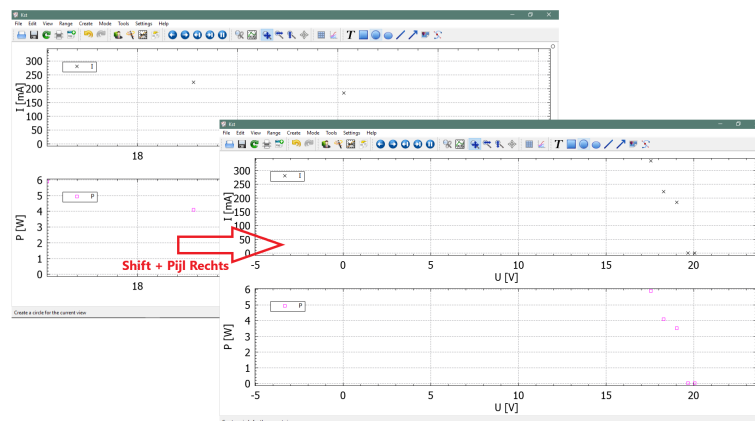 Kst
File Edit View Range Create Mode Tools Settings Help
I
I [mA]
300
250
200
150
100
50
0
18
P
P [W]
6
5
4
3
2
1
0
18
Create a circle for the current view
Shift + Pijl Rechts
Kst
File Edit View Range Create Mode Tools Settings Help
I
I [mA]
300
250
200
150
100
50
0
-5 0 5 10 15 20
U [V]
P
P [W]
6
5
4
3
2
1
0
-5 0 5 10 15 20
U [V]